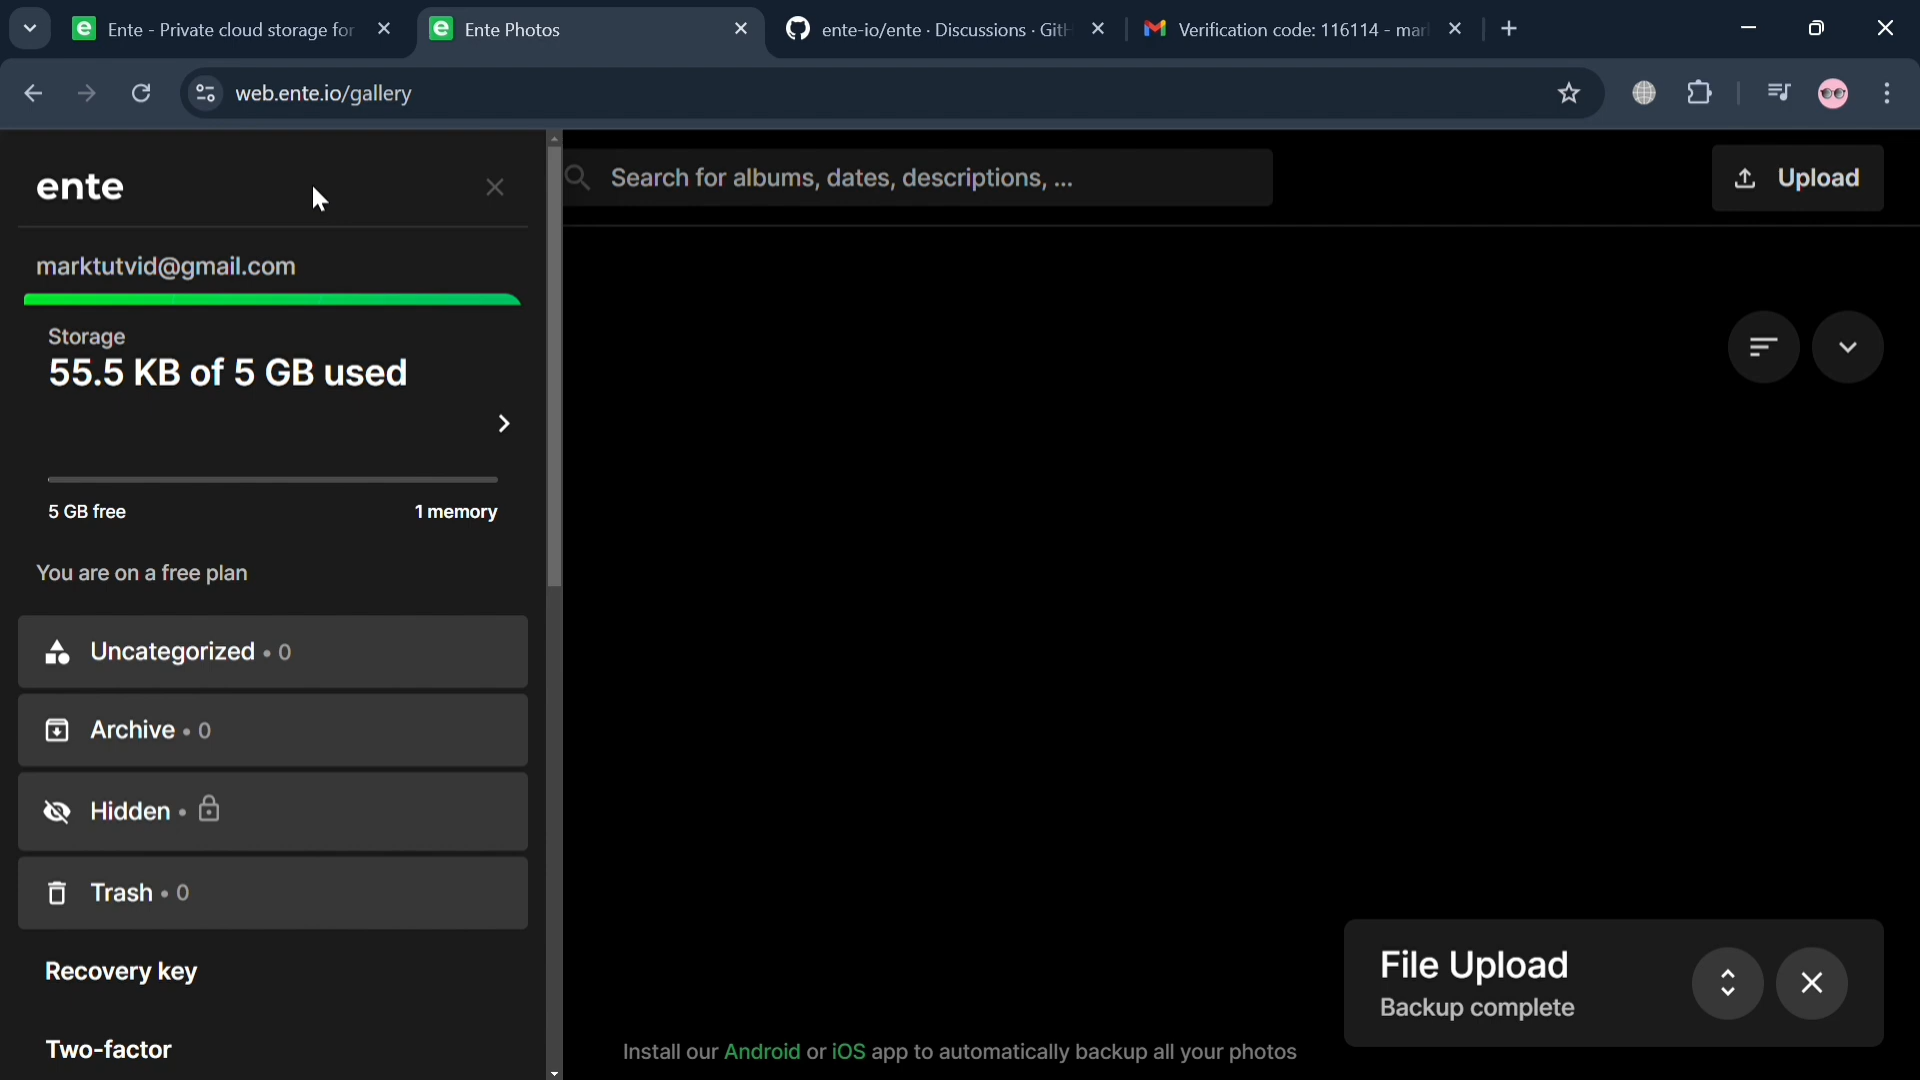 Ente - Private cloud storage for
Ente Photos
ente-io/ente · Discussions · GitH
Verification code: 116114 - mar
web.ente.io/gallery
ente
Search for albums, dates, descriptions, ...
Upload
marktutvid@gmail.com
Storage
55.5 KB of 5 GB used
5 GB free
1 memory
You are on a free plan
Uncategorized • 0
Archive • 0
Hidden •
Trash • 0
Recovery key
Two-factor
File Upload
Backup complete
Install our Android or iOS app to automatically backup all your photos